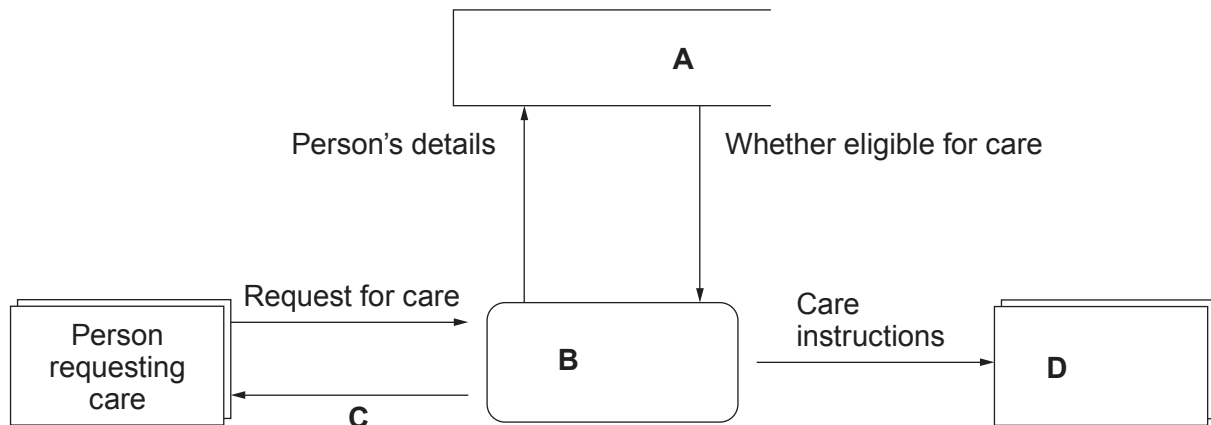 A
Person’s details
Whether eligible for care
Request for care
Person
requesting
care
C
B
Care
instructions
D